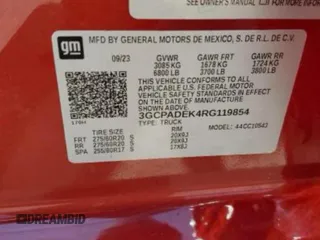 SEE OWNER'S MANUAL
gm
MFD BY GENERAL MOTORS DE MEXICO, S. DE R.L. DE C.V.
09/23 GVWR GAWR FRT GAWR RR
3085 KG 1678 KG 1724 KG
6800 LB 3700 LB 3800 LB
THIS VEHICLE CONFORMS TO ALL
APPLICABLE U.S. FEDERAL MOTOR
VEHICLE SAFETY STANDARDS IN EFFECT
ON THE DATE OF MANUFACTURE SHOWN ABOVE.
3GCPADEK4RG119854
TYPE: TRUCK
MODEL:
TIRE SIZE RIM
FRT 275/60R20 S 20X9J
RR 275/60R20 S 20X9J
SPA 255/80R17 S 17X8J
DREAMBID